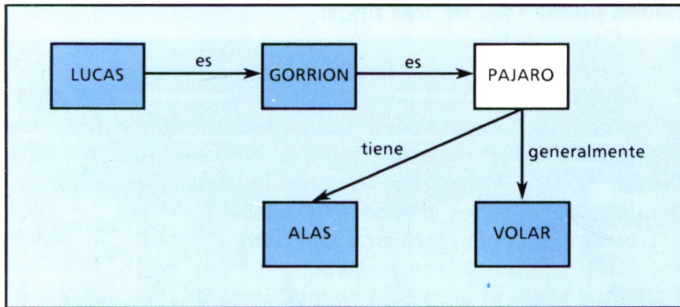 es
es
LUCAS
GORRION
PAJARO
tiene
generalmente
ALAS
VOLAR